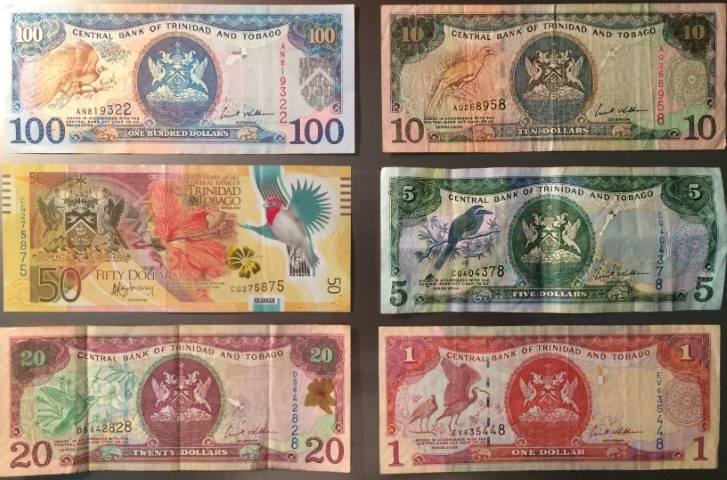 CENTRAL BANK OF TRINIDAD AND TOBAGO
100
100
AN819322
AN819322
100
ONE HUNDRED DOLLARS
100
CENTRAL BANK OF TRINIDAD AND TOBAGO
10
10
AQ268958
AQ268958
10
TEN DOLLARS
10
50
CENTRAL BANK OF
TRINIDAD
& TOBAGO
CG275875
FIFTY DOLLARS
50
CG275875
50
CENTRAL BANK OF TRINIDAD AND TOBAGO
5
5
CQ404378
CQ404378
5
FIVE DOLLARS
5
CENTRAL BANK OF TRINIDAD AND TOBAGO
20
20
DS642828
DS642828
20
TWENTY DOLLARS
20
CENTRAL BANK OF TRINIDAD AND TOBAGO
1
1
EV635448
EV635448
1
ONE DOLLAR
1